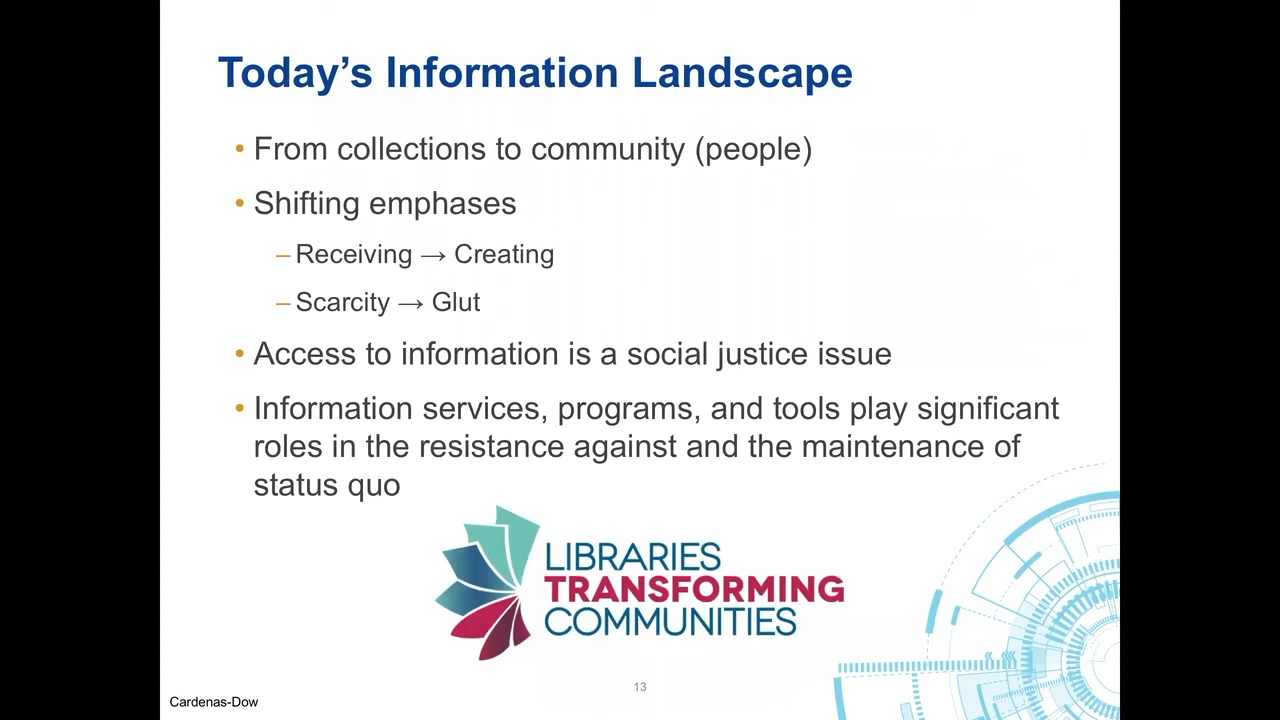 Today’s Information Landscape
• From collections to community (people)
• Shifting emphases
– Receiving → Creating
– Scarcity → Glut
• Access to information is a social justice issue
• Information services, programs, and tools play significant
roles in the resistance against and the maintenance of
status quo
LIBRARIES
TRANSFORMING
COMMUNITIES
13
Cardenas-Dow